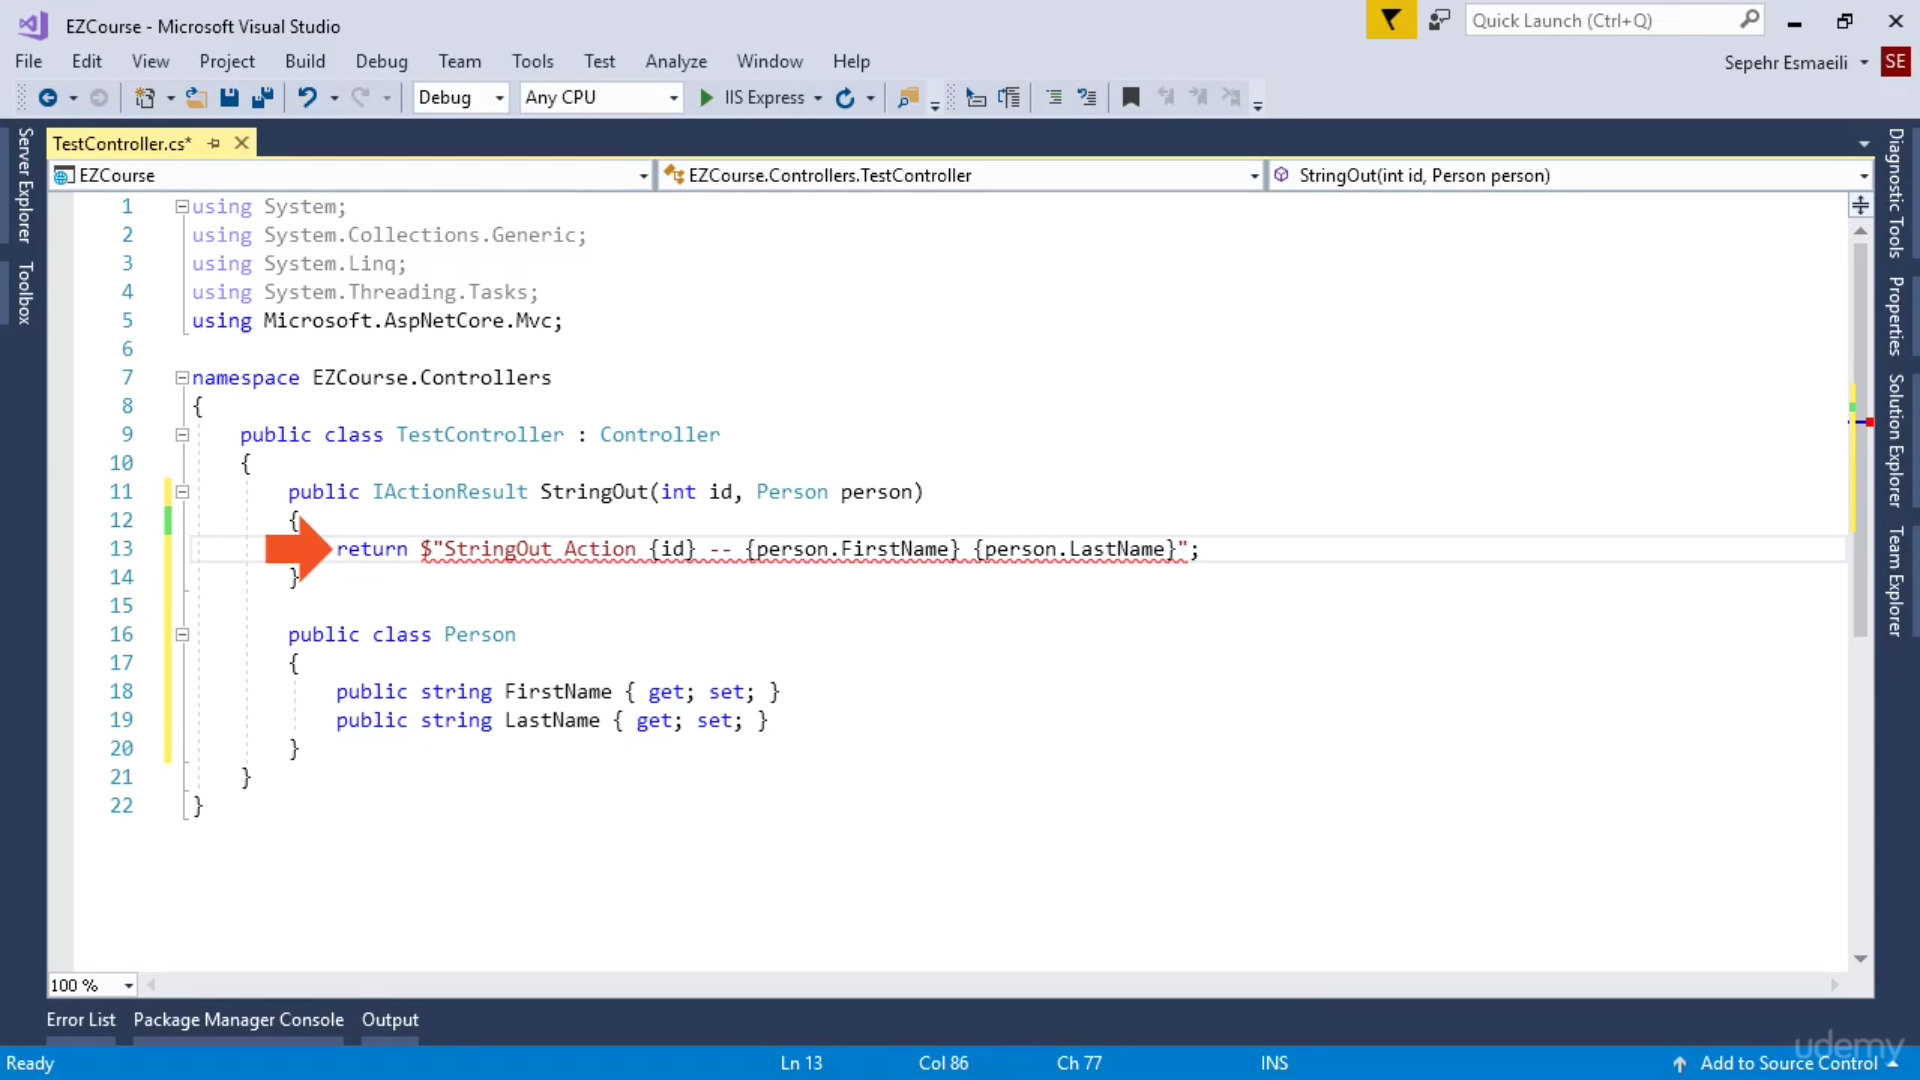 EZCourse - Microsoft Visual Studio
Quick Launch (Ctrl+Q)
File Edit View Project Build Debug Team Tools Test Analyze Window Help
Sepehr Esmaeili SE
Debug Any CPU IIS Express
Server Explorer
Toolbox
TestController.cs*
EZCourse EZCourse.Controllers.TestController StringOut(int id, Person person)
1 using System;
2 using System.Collections.Generic;
3 using System.Linq;
4 using System.Threading.Tasks;
5 using Microsoft.AspNetCore.Mvc;
6
7 namespace EZCourse.Controllers
8 {
9 public class TestController : Controller
10 {
11 public IActionResult StringOut(int id, Person person)
12 {
13 return $"StringOut Action {id} -- {person.FirstName} {person.LastName}";
14 }
15
16 public class Person
17 {
18 public string FirstName { get; set; }
19 public string LastName { get; set; }
20 }
21 }
22 }
Diagnostic Tools
Properties
Solution Explorer
Team Explorer
100 %
Error List Package Manager Console Output
Ready Ln 13 Col 86 Ch 77 INS Add to Source Control
udemy